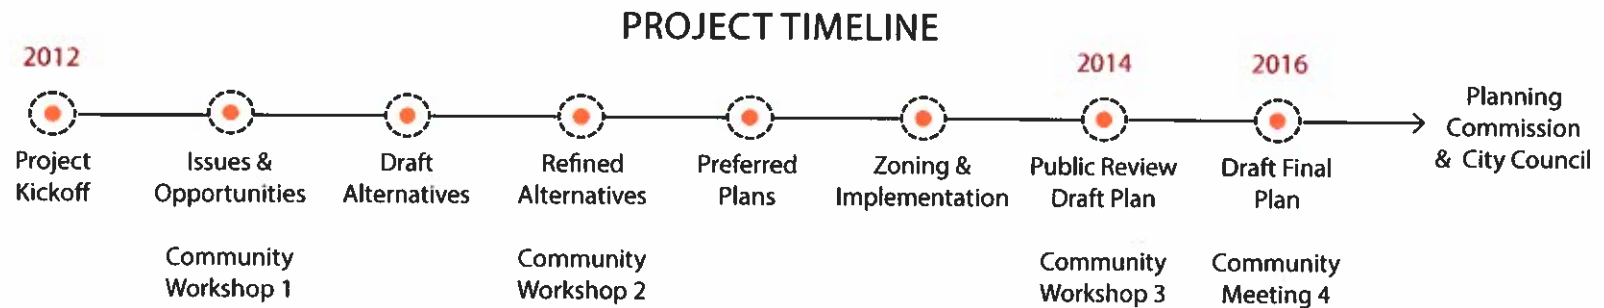 PROJECT TIMELINE
2012
2014
2016
Project
Kickoff
Issues &
Opportunities
Draft
Alternatives
Refined
Alternatives
Preferred
Plans
Zoning &
Implementation
Public Review
Draft Plan
Draft Final
Plan
Planning
Commission
& City Council
Community
Workshop 1
Community
Workshop 2
Community
Workshop 3
Community
Meeting 4